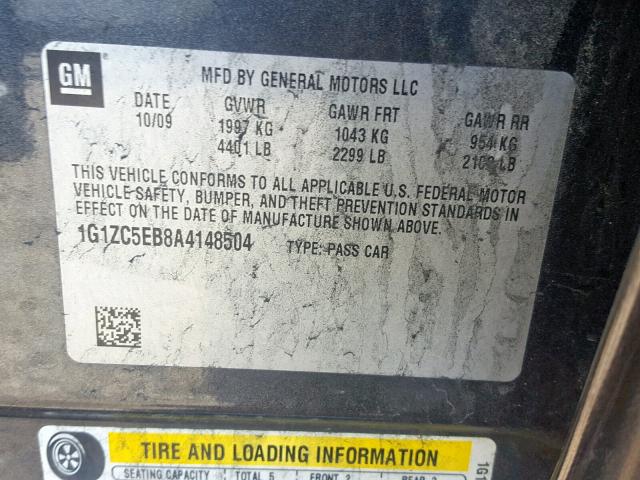 GM
MFD BY GENERAL MOTORS LLC
DATE GVWR GAWR FRT GAWR RR
10/09 1997 KG 1043 KG 954 KG
4401 LB 2299 LB LB
THIS VEHICLE CONFORMS TO ALL APPLICABLE U.S. FEDERAL MOTOR
VEHICLE SAFETY, BUMPER, AND THEFT PREVENTION STANDARDS IN
EFFECT ON THE DATE OF MANUFACTURE SHOWN ABOVE.
1G1ZC5EB8A4148504 TYPE: PASS CAR
TIRE AND LOADING INFORMATION
SEATING CAPACITY TOTAL 5 FRONT 2 REAR 3